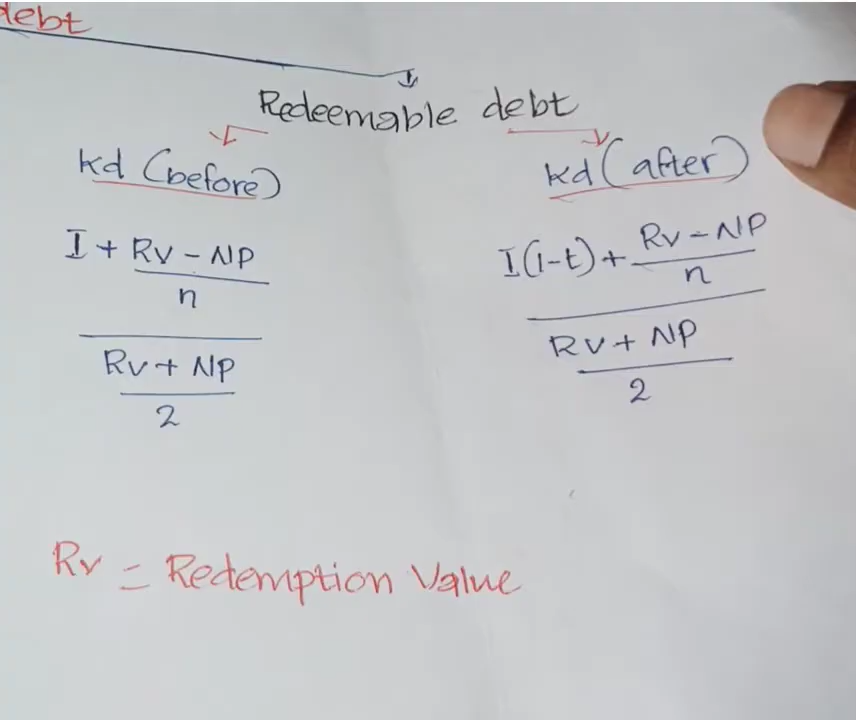 debt
Redeemable debt
kd (before)
kd (after)
I + Rv - NP
n
Rv + NP
2
I(1-t) + Rv - NP
n
Rv + NP
2
Rv = Redemption Value